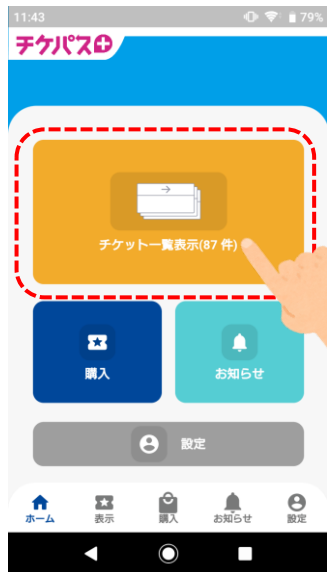 11:43 79%
チケパス+
チケット一覧表示(87 件)
購入 お知らせ
設定
ホーム 表示 購入 お知らせ 設定